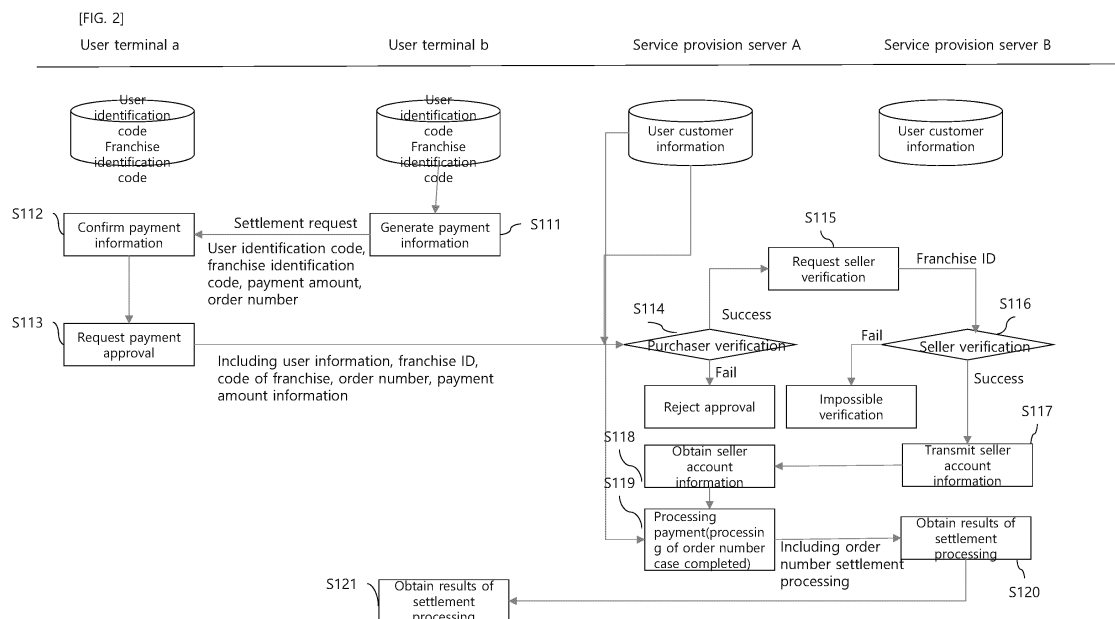 [FIG. 2]
User terminal a
User terminal b
Service provision server A
Service provision server B
User
identification
code
Franchise
identification
code
User
identification
code
Franchise
identification
code
User customer
information
User customer
information
S112
Confirm payment
information
Settlement request
User identification code,
franchise identification
code, payment amount,
order number
Generate payment
information
S111
S115
Request seller
verification
Franchise ID
S113
Request payment
approval
Including user information, franchise ID,
code of franchise, order number, payment
amount information
S114
Success
Purchaser verification
Fail
Reject approval
S116
Fail
Seller verification
Success
Impossible
verification
S117
Transmit seller
account
information
S118
Obtain seller
account
information
S119
Processing
payment(processin
g of order number
case completed)
Including order
number settlement
processing
Obtain results of
settlement
processing
S120
S121
Obtain results of
settlement
processing